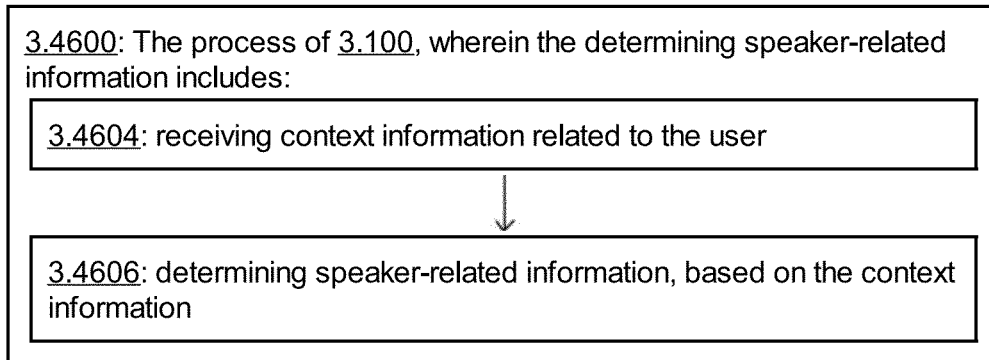 3.4600: The process of 3.100, wherein the determining speaker-related
information includes:
3.4604: receiving context information related to the user
3.4606: determining speaker-related information, based on the context
information